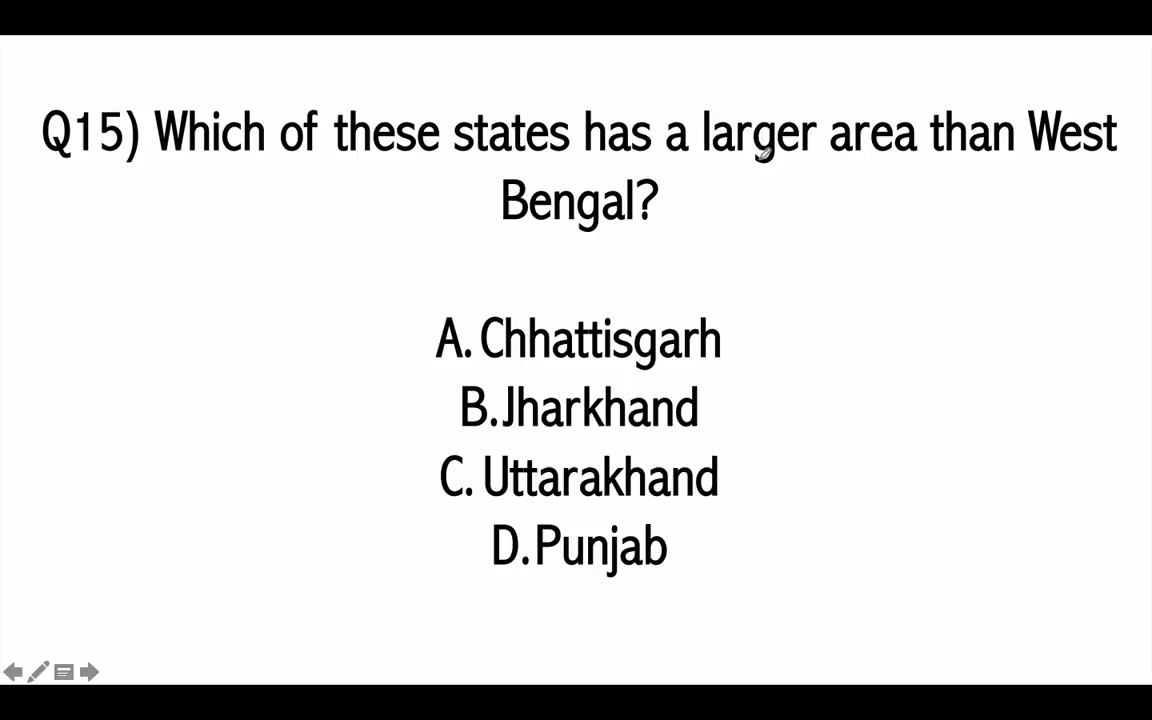 Q15) Which of these states has a larger area than West
Bengal?
A. Chhattisgarh
B. Jharkhand
C. Uttarakhand
D. Punjab